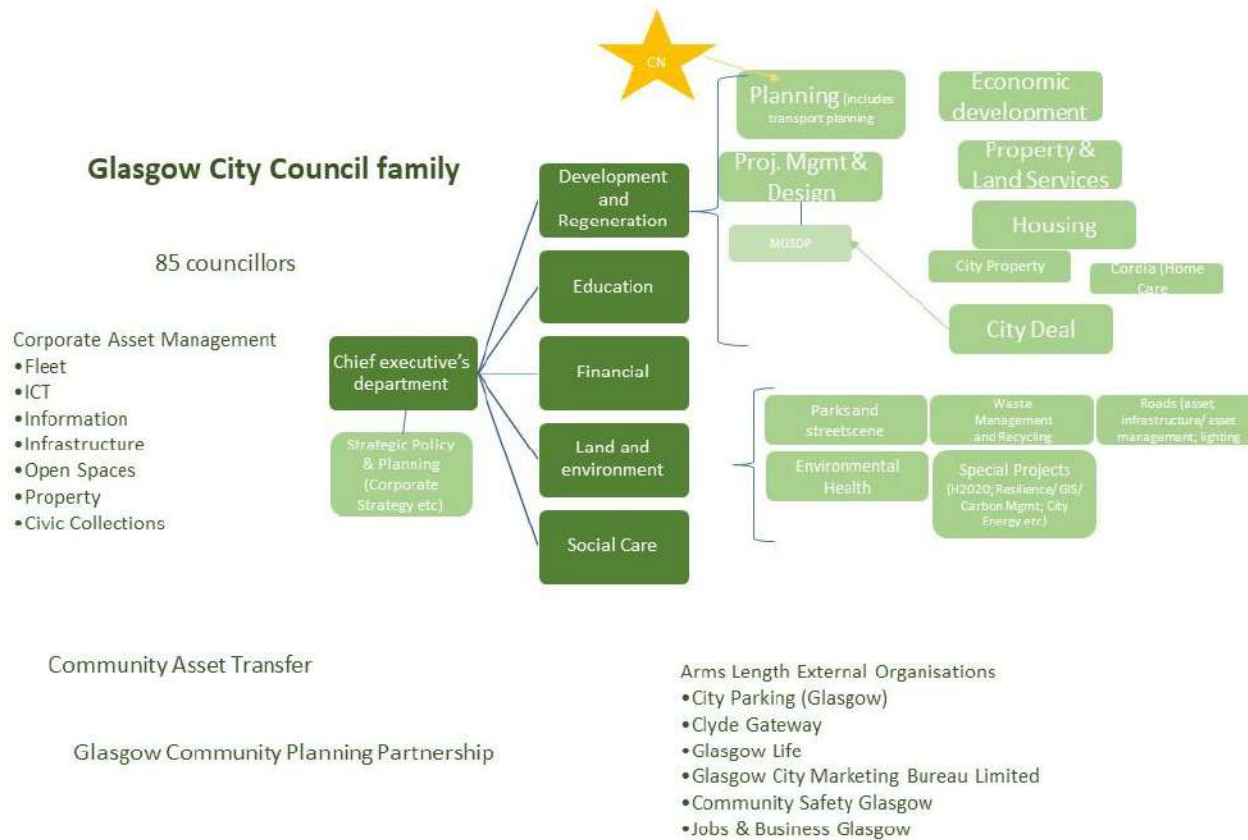 CN
Glasgow City Council family
85 councillors
Corporate Asset Management
•Fleet
•ICT
•Information
•Infrastructure
•Open Spaces
•Property
•Civic Collections
Chief executive's
department
Strategic Policy
& Planning
(Corporate
Strategy etc)
Development
and
Regeneration
Education
Financial
Land and
environment
Social Care
Planning (includes
transport planning
Proj. Mgmt &
Design
MGSDP
Economic
development
Property &
Land Services
Housing
City Property
Cordia (Home
Care
City Deal
Parks and
streetscene
Waste
Management
and Recycling
Roads (asset,
infrastructure/ asset
management; lighting
Environmental
Health
Special Projects
(H2020; Resilience/ GIS/
Carbon Mgmt; City
Energy etc)
Community Asset Transfer
Glasgow Community Planning Partnership
Arms Length External Organisations
•City Parking (Glasgow)
•Clyde Gateway
•Glasgow Life
•Glasgow City Marketing Bureau Limited
•Community Safety Glasgow
•Jobs & Business Glasgow